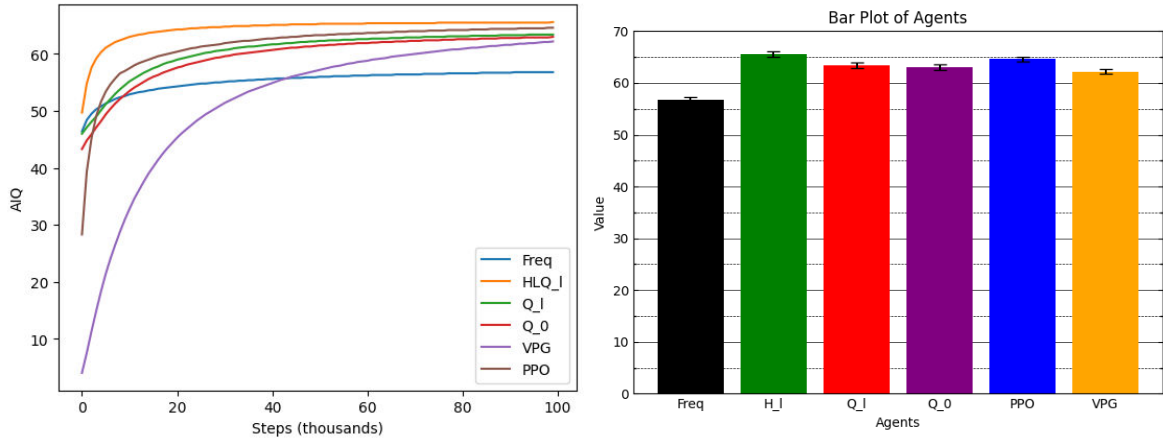 60
50
40
30
20
10
AIQ
0
20
40
60
80
100
Steps (thousands)
Freq
HLQ_l
Q_l
Q_0
VPG
PPO
Bar Plot of Agents
70
60
50
40
30
20
10
0
Value
Freq
H_l
Q_l
Q_0
PPO
VPG
Agents